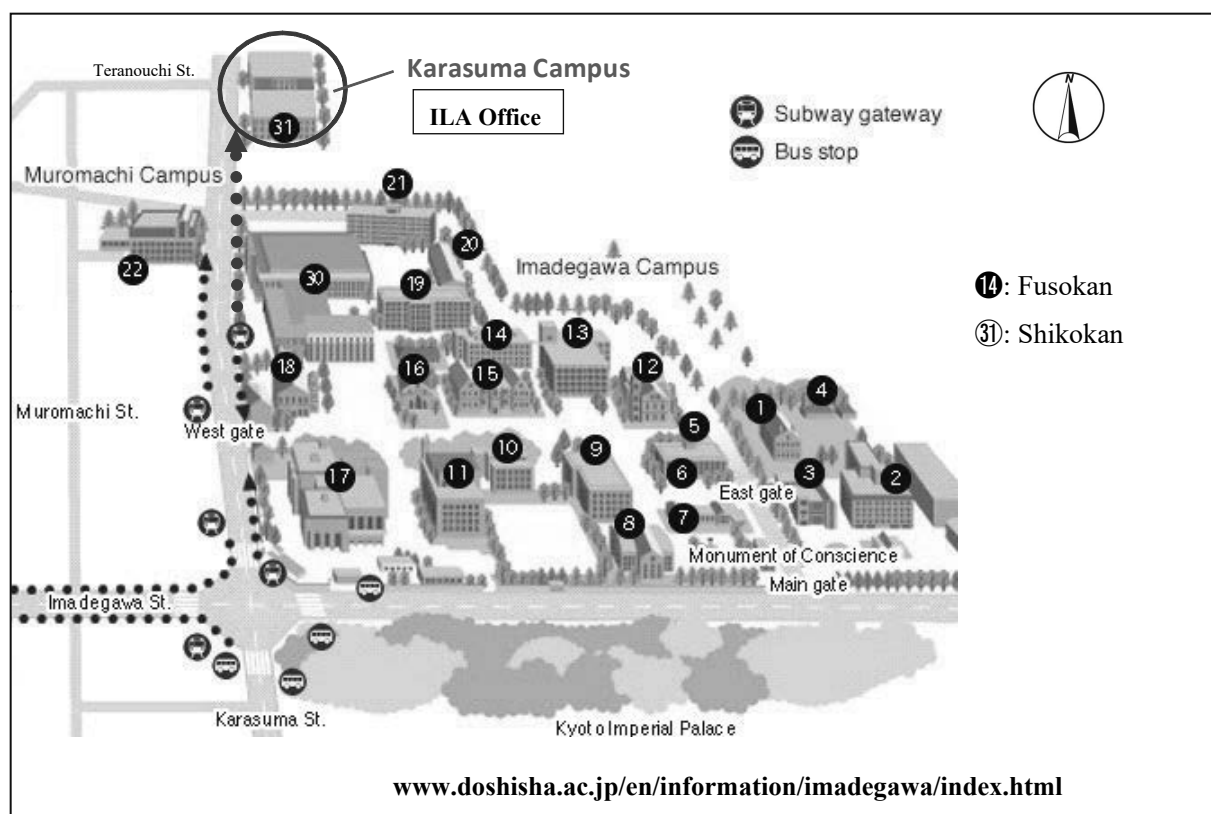 Teranouchi St.
Karasuma Campus
ILA Office
N
Subway gateway
Bus stop
31
Muromachi Campus
21
20
22
Imadegawa Campus
30
19
⓮: Fusokan
㉛: Shikokan
14
13
18
16
15
12
4
1
Muromachi St.
West gate
5
10
9
17
11
6
3
2
East gate
8
7
Monument of Conscience
Main gate
Imadegawa St.
Karasuma St.
Kyoto Imperial Palace
www.doshisha.ac.jp/en/information/imadegawa/index.html